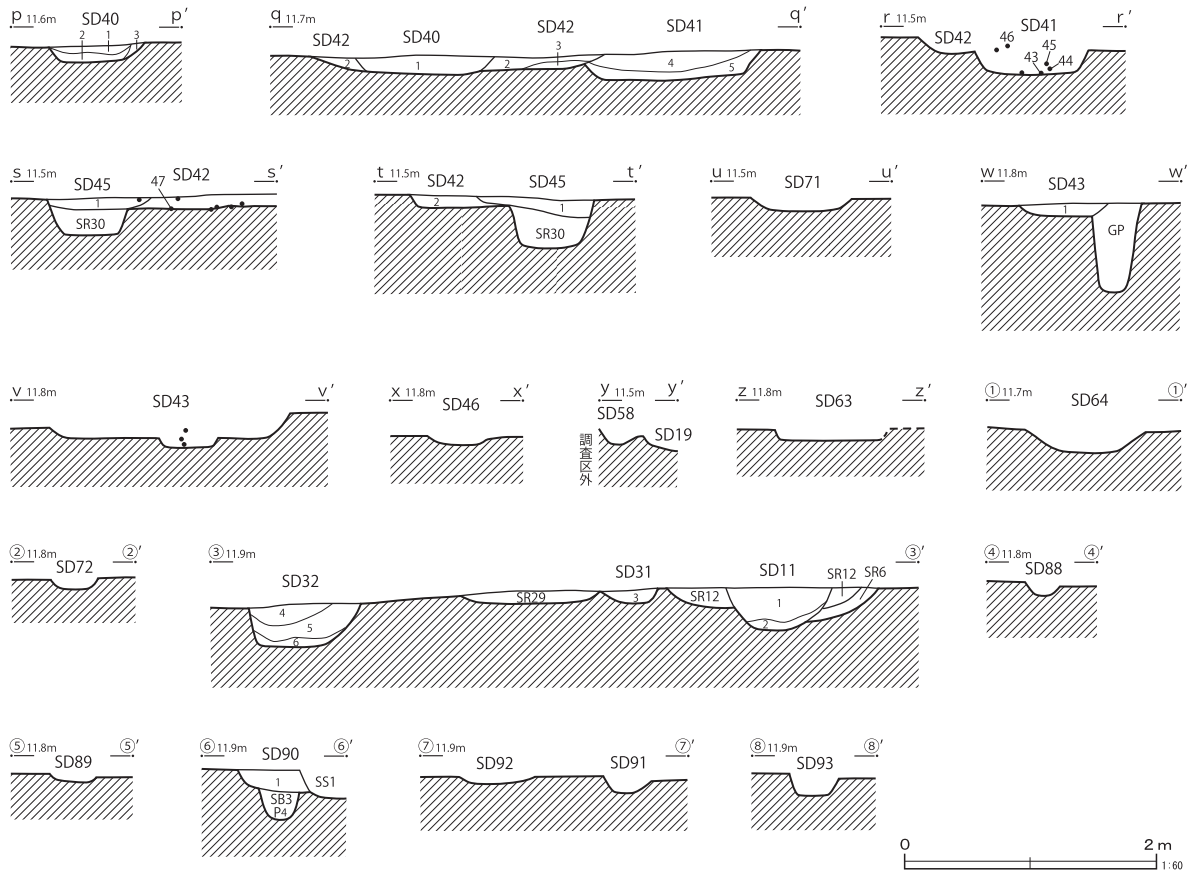 p 11.6m SD40 p′
2 1 3
q 11.7m SD42 SD40 SD42 SD41 q′
2 1 2 3 4 5
r 11.5m SD42 SD41 r′
46 45 43 44
s 11.5m SD45 47 SD42 s′
1
SR30
t 11.5m SD42 SD45 t′
2 1
SR30
u 11.5m SD71 u′
w 11.8m SD43 w′
1 GP
v 11.8m SD43 v′
x 11.8m SD46 x′
y 11.5m y′
SD58
SD19
調査区外
z 11.8m SD63 z′
① 11.7m SD64 ①′
② 11.8m SD72 ②′
③ 11.9m SD32 SD31 SD11 SR12 SR6 ③′
SR29 3 SR12 1
4 5 6 2
④ 11.8m SD88 ④′
⑤ 11.8m SD89 ⑤′
⑥ 11.9m SD90 ⑥′
1 SS1
SB3
P4
⑦ 11.9m SD92 SD91 ⑦′
⑧ 11.9m SD93 ⑧′
0 2 m
1:60